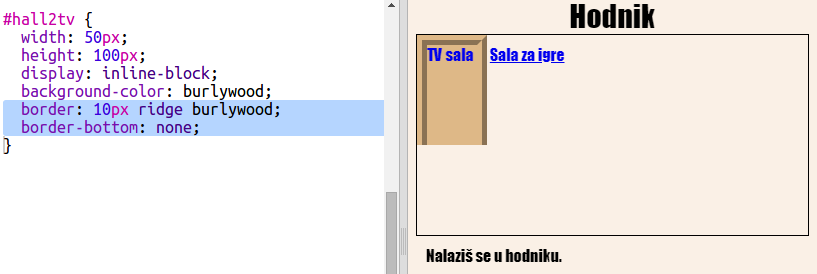 #hall2tv {
  width: 50px;
  height: 100px;
  display: inline-block;
  background-color: burlywood;
  border: 10px ridge burlywood;
  border-bottom: none;
}
Hodnik
TV sala Sala za igre
Nalaziš se u hodniku.